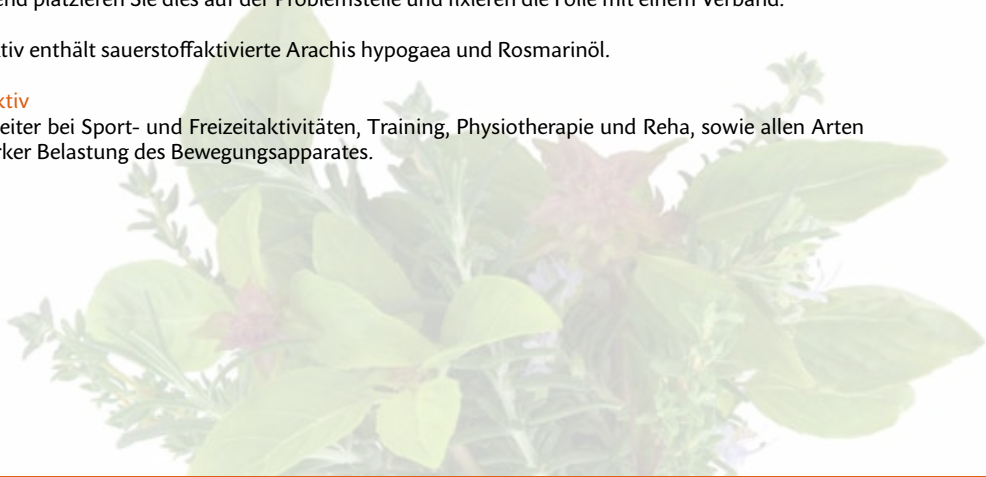 end platzieren Sie dies auf der Problemstelle und fixieren die Folie mit einem Verband.
tiv enthält sauerstoffaktivierte Arachis hypogaea und Rosmarinöl.
ktiv
eiter bei Sport- und Freizeitaktivitäten, Training, Physiotherapie und Reha, sowie allen Arten
rker Belastung des Bewegungsapparates.